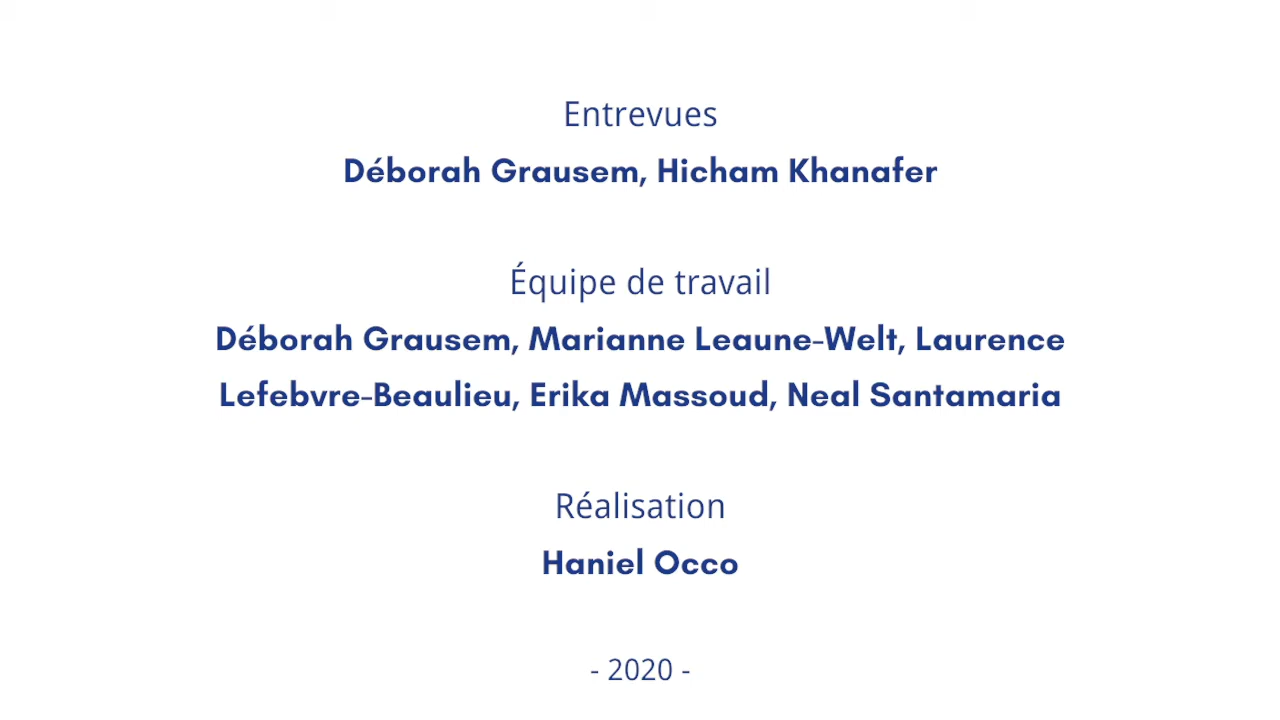 Entrevues
Déborah Grausem, Hicham Khanafer
Équipe de travail
Déborah Grausem, Marianne Leaune-Welt, Laurence
Lefebvre-Beaulieu, Erika Massoud, Neal Santamaria
Réalisation
Haniel Occo
- 2020 -